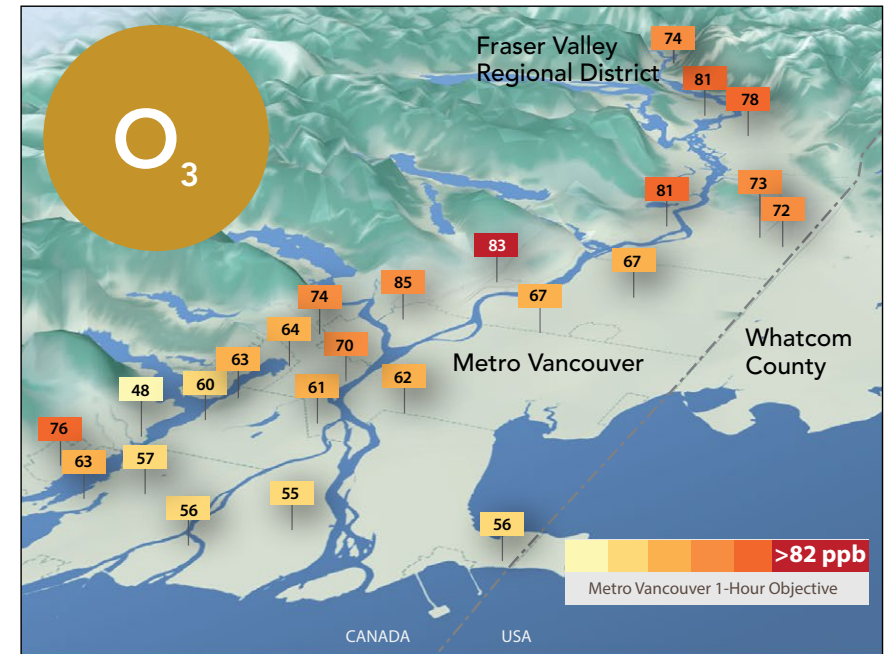 O3
Fraser Valley
Regional District
74
81
78
81
73
72
83
67
85
67
74
64
70
Metro Vancouver
Whatcom
County
63
60
48
61
62
76
63
57
56
55
56
>82 ppb
Metro Vancouver 1-Hour Objective
CANADA
USA